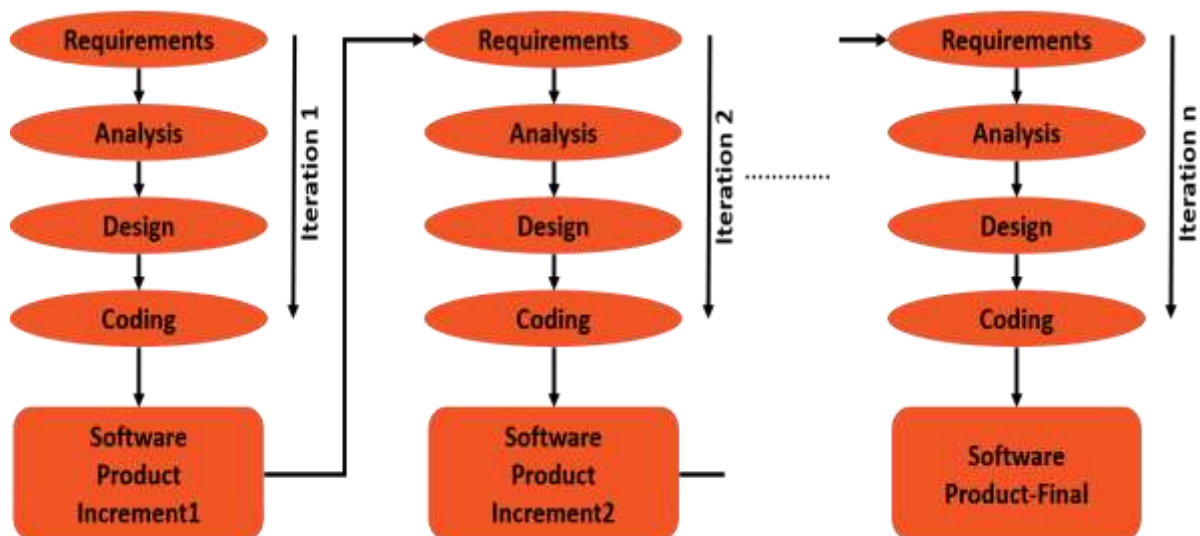 Requirements
Analysis
Design
Coding
Software
Product
Increment1
Iteration 1
Requirements
Analysis
Design
Coding
Software
Product
Increment2
Iteration 2
Requirements
Analysis
Design
Coding
Software
Product-Final
Iteration n